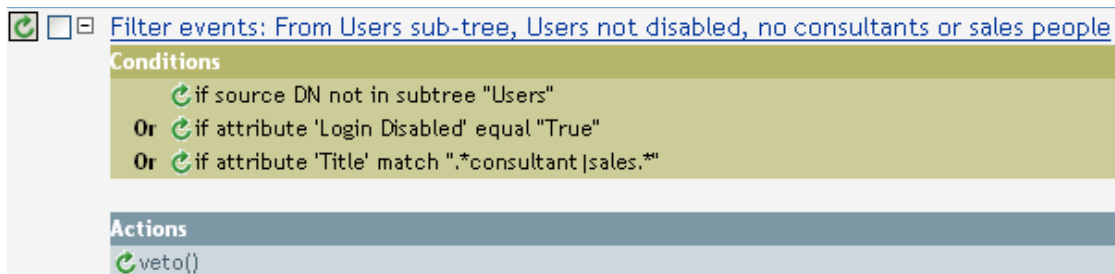 Filter events: From Users sub-tree, Users not disabled, no consultants or sales people
Conditions
if source DN not in subtree "Users"
Or if attribute 'Login Disabled' equal "True"
Or if attribute 'Title' match ".*consultant|sales.*"
Actions
veto()